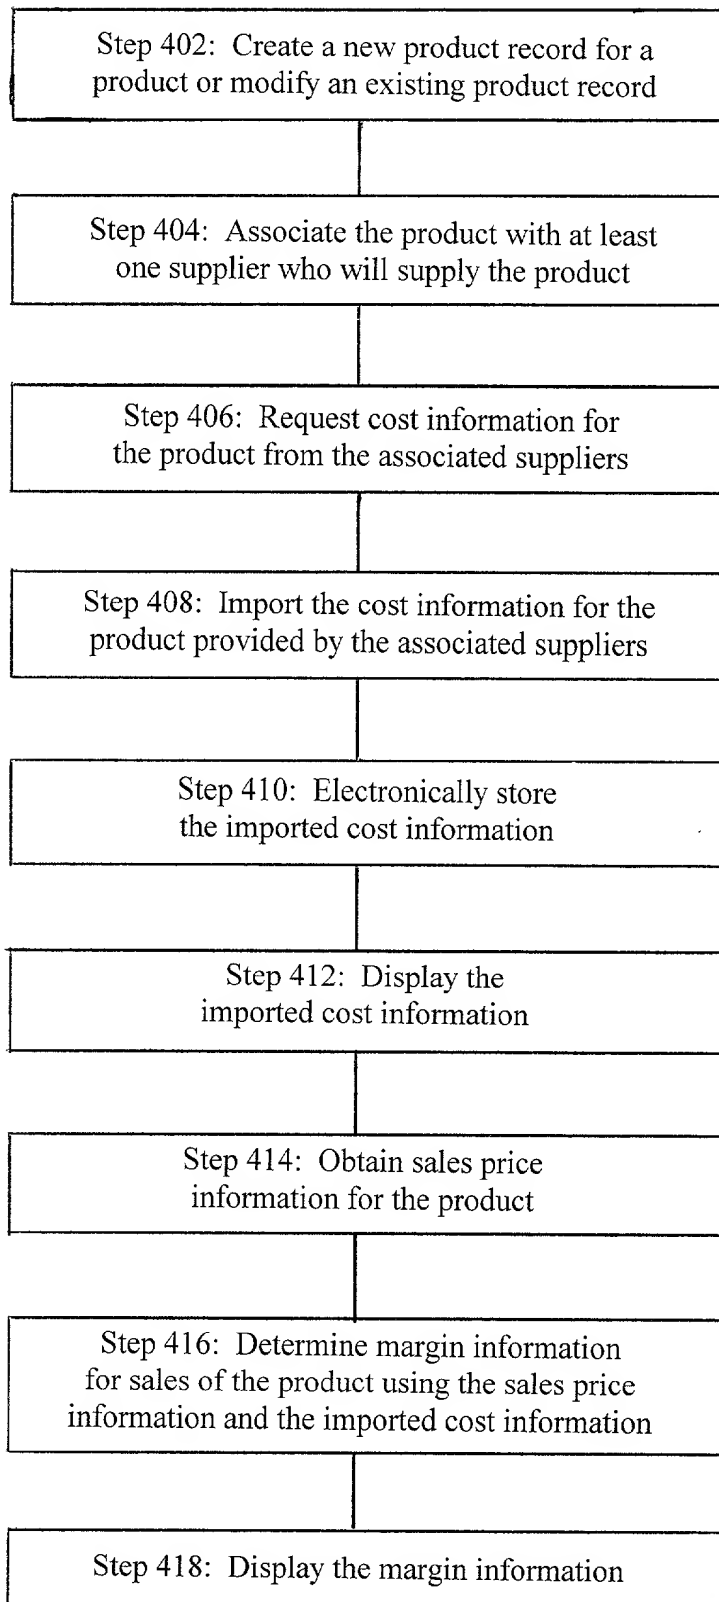 Step 402: Create a new product record for a
product or modify an existing product record
Step 404: Associate the product with at least
one supplier who will supply the product
Step 406: Request cost information for
the product from the associated suppliers
Step 408: Import the cost information for the
product provided by the associated suppliers
Step 410: Electronically store
the imported cost information
Step 412: Display the
imported cost information
Step 414: Obtain sales price
information for the product
Step 416: Determine margin information
for sales of the product using the sales price
information and the imported cost information
Step 418: Display the margin information